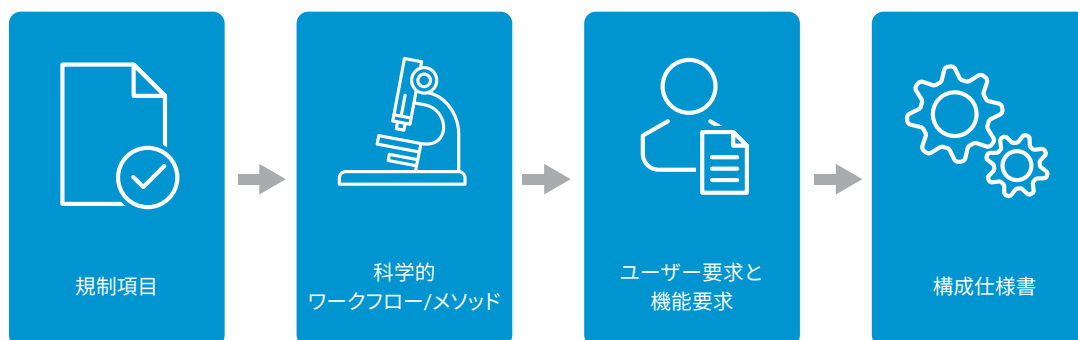 規制項目
科学的
ワークフロー/メソッド
ユーザー要求と
機能要求
構成仕様書